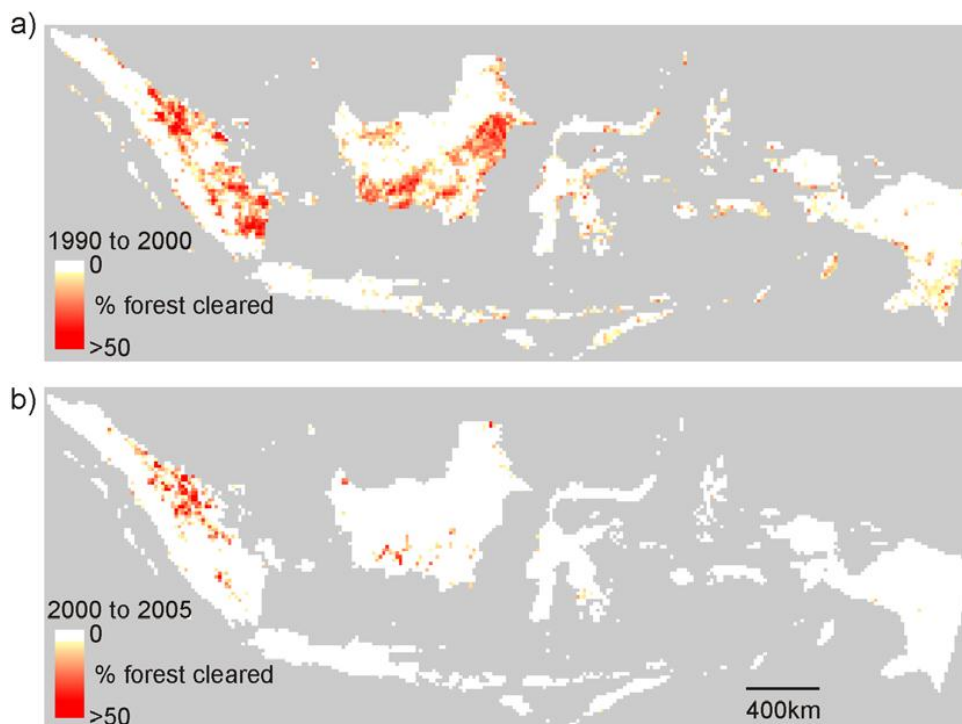 a)
1990 to 2000
0
% forest cleared
>50
b)
2000 to 2005
0
% forest cleared
>50
400km